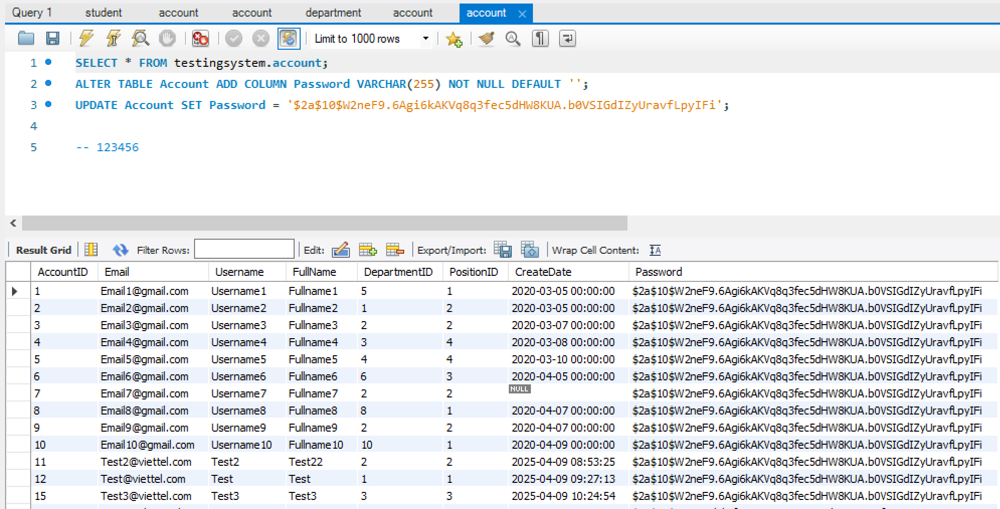 Query 1 student account account department account account
Limit to 1000 rows
1 SELECT * FROM testingsystem.account;
2 ALTER TABLE Account ADD COLUMN Password VARCHAR(255) NOT NULL DEFAULT '';
3 UPDATE Account SET Password = '$2a$10$W2neF9.6Agi6kAKVq8q3fec5dHW8KUA.b0VSIGdIZyUravfLpyIFi';
4
5 -- 123456
Result Grid Filter Rows: Edit: Export/Import: Wrap Cell Content:
AccountID Email Username FullName DepartmentID PositionID CreateDate Password
1 Email1@gmail.com Username1 Fullname1 5 1 2020-03-05 00:00:00 $2a$10$W2neF9.6Agi6kAKVq8q3fec5dHW8KUA.b0VSIGdIZyUravfLpyIFi
2 Email2@gmail.com Username2 Fullname2 1 2 2020-03-05 00:00:00 $2a$10$W2neF9.6Agi6kAKVq8q3fec5dHW8KUA.b0VSIGdIZyUravfLpyIFi
3 Email3@gmail.com Username3 Fullname3 2 2 2020-03-07 00:00:00 $2a$10$W2neF9.6Agi6kAKVq8q3fec5dHW8KUA.b0VSIGdIZyUravfLpyIFi
4 Email4@gmail.com Username4 Fullname4 3 4 2020-03-08 00:00:00 $2a$10$W2neF9.6Agi6kAKVq8q3fec5dHW8KUA.b0VSIGdIZyUravfLpyIFi
5 Email5@gmail.com Username5 Fullname5 4 4 2020-03-10 00:00:00 $2a$10$W2neF9.6Agi6kAKVq8q3fec5dHW8KUA.b0VSIGdIZyUravfLpyIFi
6 Email6@gmail.com Username6 Fullname6 6 3 2020-04-05 00:00:00 $2a$10$W2neF9.6Agi6kAKVq8q3fec5dHW8KUA.b0VSIGdIZyUravfLpyIFi
7 Email7@gmail.com Username7 Fullname7 2 2 NULL $2a$10$W2neF9.6Agi6kAKVq8q3fec5dHW8KUA.b0VSIGdIZyUravfLpyIFi
8 Email8@gmail.com Username8 Fullname8 8 1 2020-04-07 00:00:00 $2a$10$W2neF9.6Agi6kAKVq8q3fec5dHW8KUA.b0VSIGdIZyUravfLpyIFi
9 Email9@gmail.com Username9 Fullname9 2 2 2020-04-07 00:00:00 $2a$10$W2neF9.6Agi6kAKVq8q3fec5dHW8KUA.b0VSIGdIZyUravfLpyIFi
10 Email10@gmail.com Username10 Fullname10 10 1 2020-04-09 00:00:00 $2a$10$W2neF9.6Agi6kAKVq8q3fec5dHW8KUA.b0VSIGdIZyUravfLpyIFi
11 Test2@viettel.com Test2 Test22 2 2 2025-04-09 08:53:25 $2a$10$W2neF9.6Agi6kAKVq8q3fec5dHW8KUA.b0VSIGdIZyUravfLpyIFi
12 Test@viettel.com Test Test 1 1 2025-04-09 09:27:13 $2a$10$W2neF9.6Agi6kAKVq8q3fec5dHW8KUA.b0VSIGdIZyUravfLpyIFi
15 Test3@viettel.com Test3 Test3 3 3 2025-04-09 10:24:54 $2a$10$W2neF9.6Agi6kAKVq8q3fec5dHW8KUA.b0VSIGdIZyUravfLpyIFi